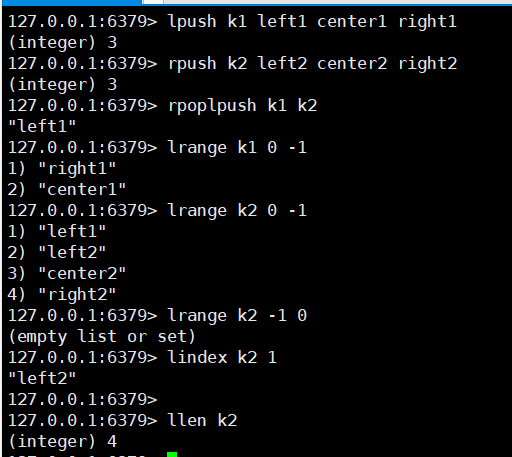 127.0.0.1:6379> lpush k1 left1 center1 right1
(integer) 3
127.0.0.1:6379> rpush k2 left2 center2 right2
(integer) 3
127.0.0.1:6379> rpoplpush k1 k2
"left1"
127.0.0.1:6379> lrange k1 0 -1
1) "right1"
2) "center1"
127.0.0.1:6379> lrange k2 0 -1
1) "left1"
2) "left2"
3) "center2"
4) "right2"
127.0.0.1:6379> lrange k2 -1 0
(empty list or set)
127.0.0.1:6379> lindex k2 1
"left2"
127.0.0.1:6379>
127.0.0.1:6379> llen k2
(integer) 4
127.0.0.1:6379>